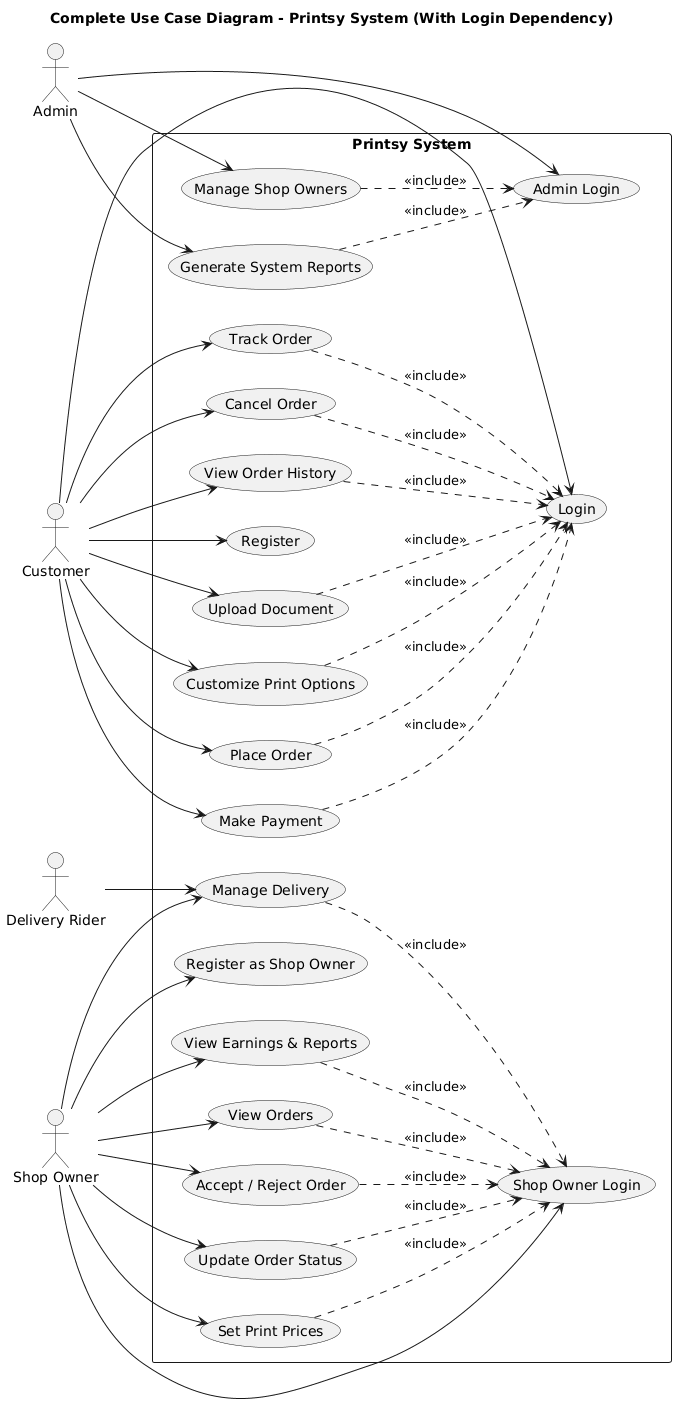 Complete Use Case Diagram - Printsy System (With Login Dependency)
Admin
Printsy System
Manage Shop Owners
«include»
Admin Login
«include»
Generate System Reports
Track Order
«include»
Cancel Order
«include»
View Order History
«include»
Login
Register
«include»
Customer
Upload Document
«include»
Customize Print Options
«include»
Place Order
«include»
Make Payment
Manage Delivery
Delivery Rider
«include»
Register as Shop Owner
View Earnings & Reports
«include»
View Orders
«include»
Shop Owner
«include»
Accept / Reject Order
Shop Owner Login
«include»
Update Order Status
«include»
Set Print Prices